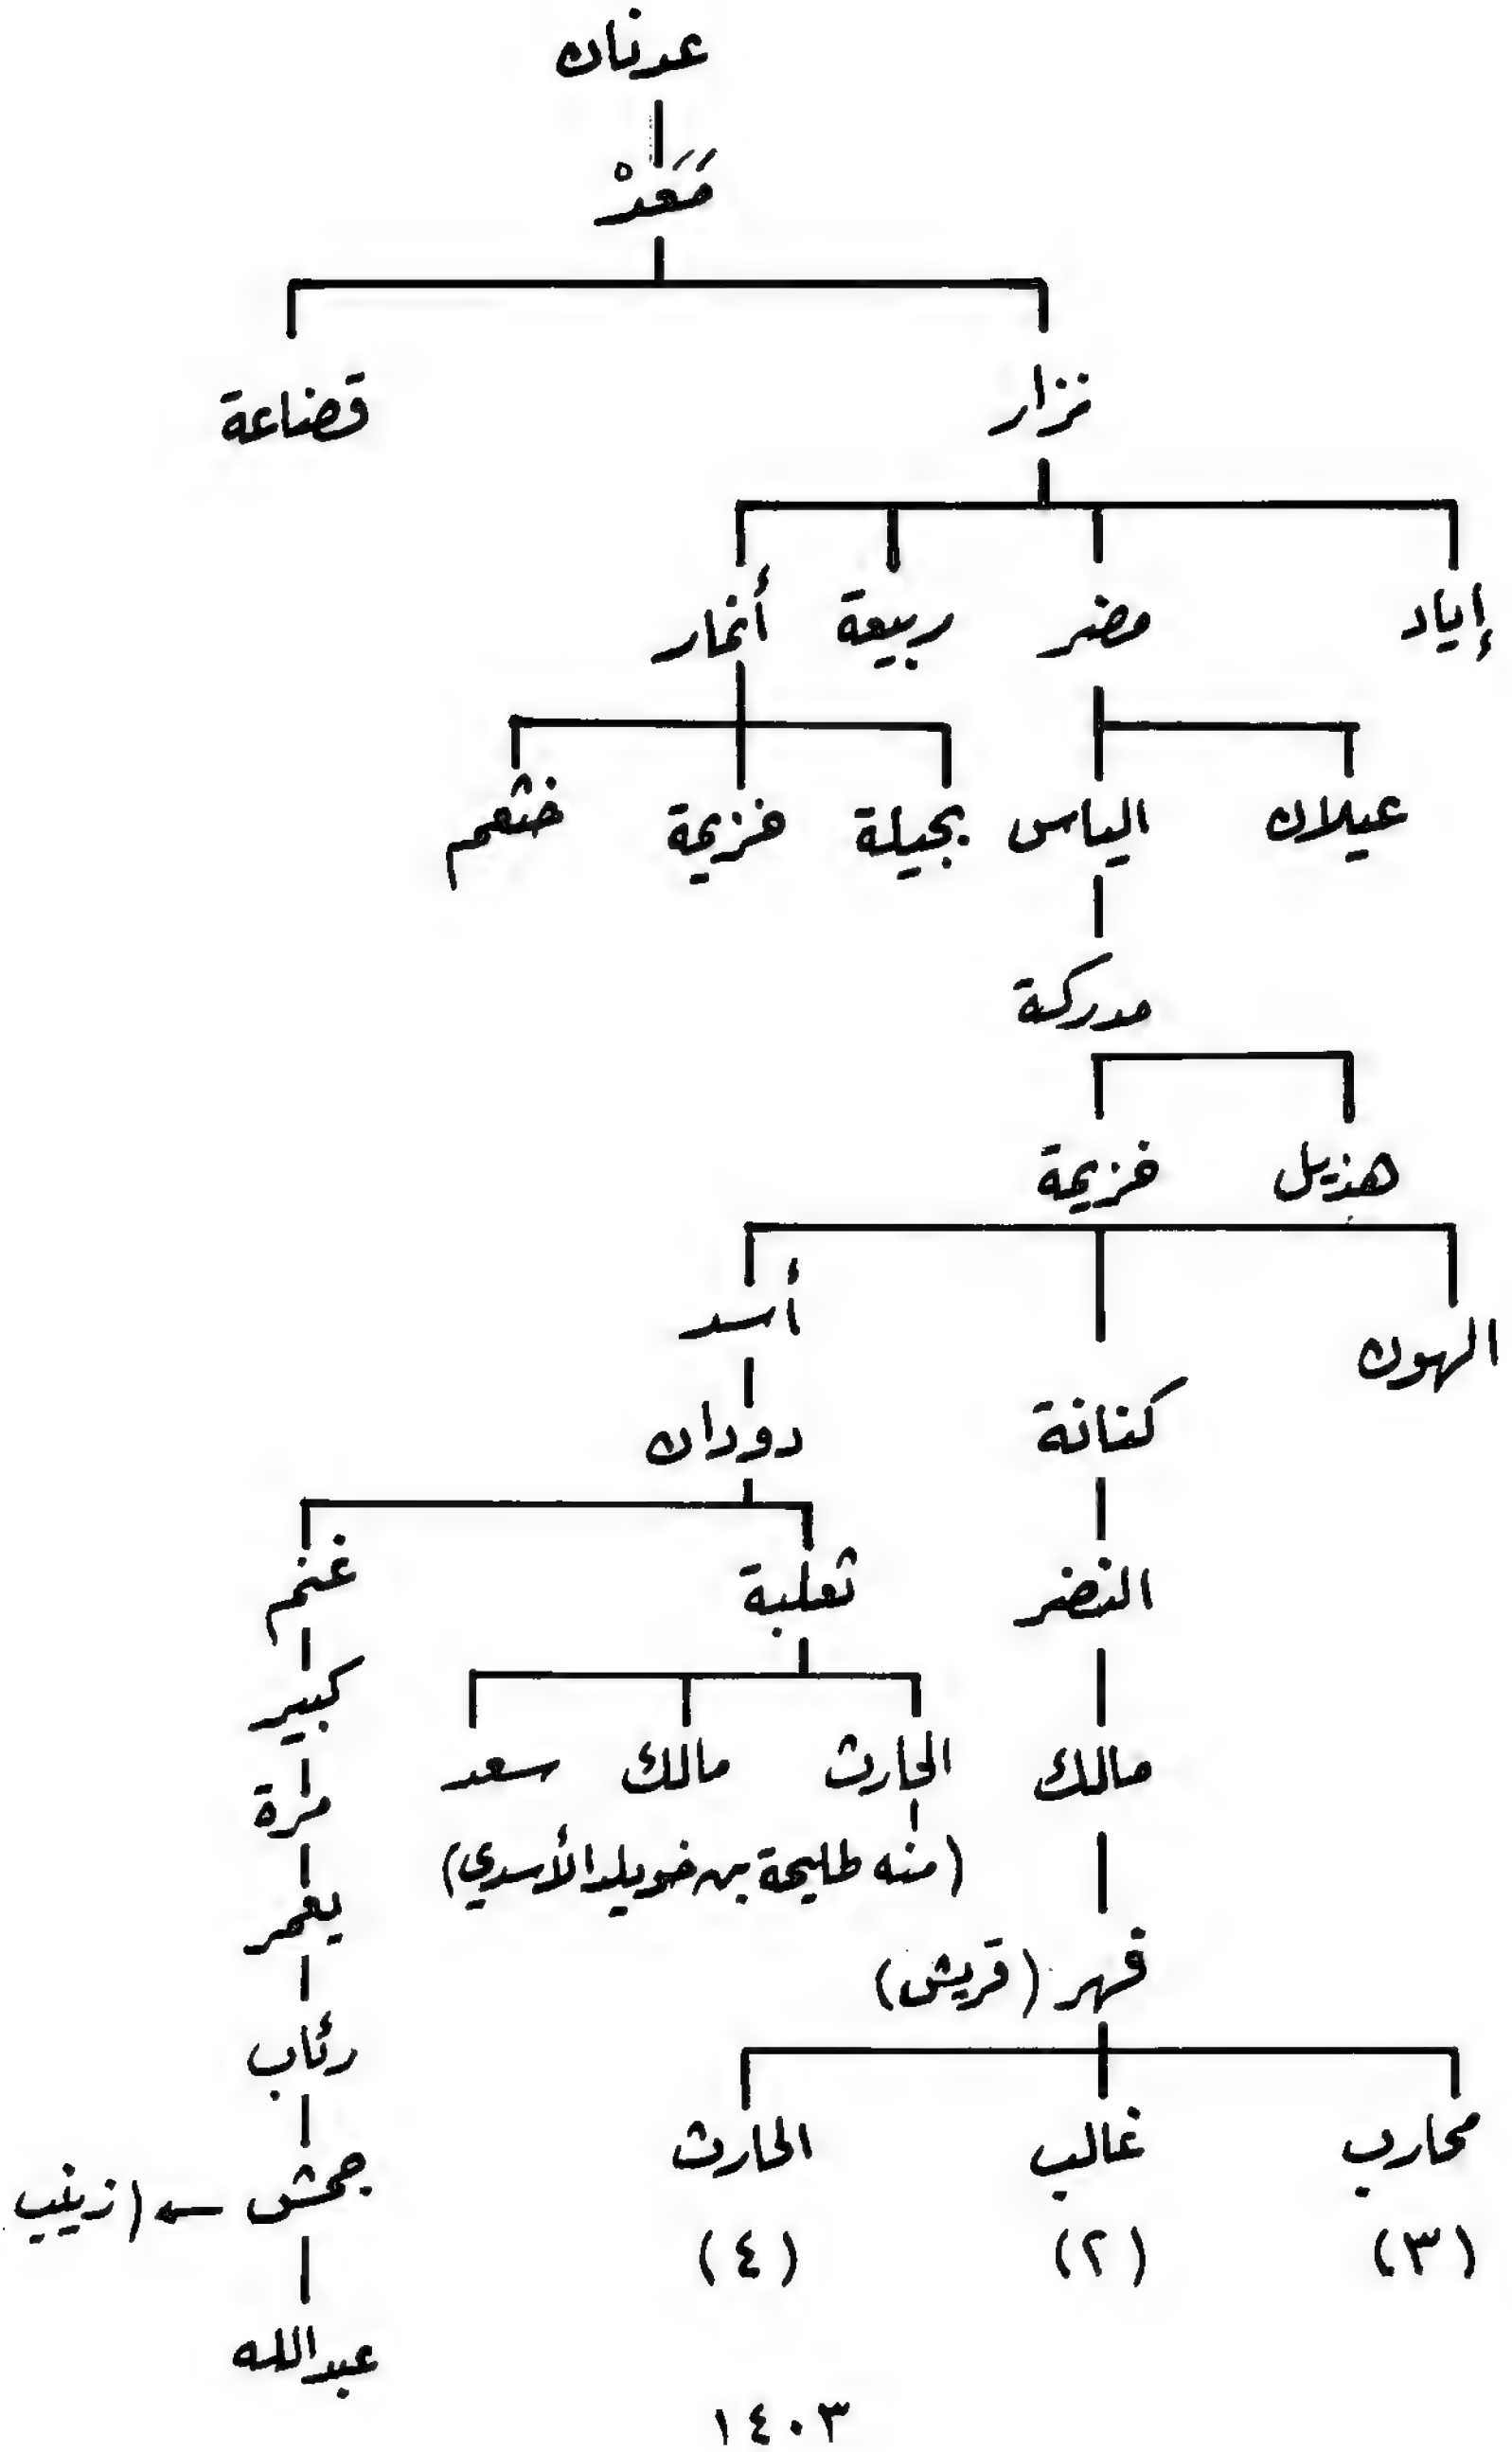 عدنان
مَعَدْ
نزار قضاعة
إياد مضر ربيعة أنمار
عيلان الياس بجيلة خزيمة خثعم
مدركة
هذيل خزيمة
الهون كنانة أسد
دودان
النضر ثعلبة غنم
كبير
مالك الحارث مالك سعد
مرة
(منه طليحة بن خويلد الأسدي)
يعمر
فهر (قريش)
رئاب
محارب غالب الحارث
جحش ← (زينب
(٣) (٢) (٤)
عبدالله
١٤٠٣